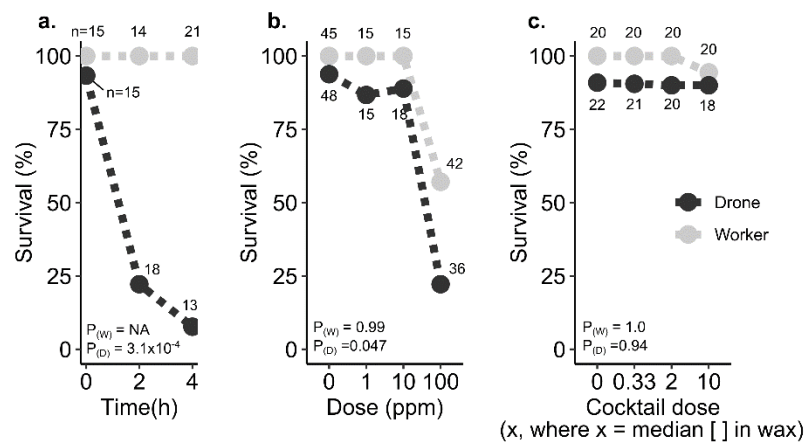 a.
n=15 14 21
100
n=15
75
50
25
18
13
0
P(W) = NA
P(D) = 3.1x10-4
0 2 4
Time(h)
Survival (%)
b.
45 15 15
100
48
15
18
75
50
42
25
36
0
P(W) = 0.99
P(D) =0.047
0 1 10 100
Dose (ppm)
Survival (%)
c.
20 20 20
20
100
22 21 20 18
75
50
25
0
Drone
Worker
P(W) = 1.0
P(D) =0.94
0 0.33 2 10
Cocktail dose
(x, where x = median [ ] in wax)
Survival (%)